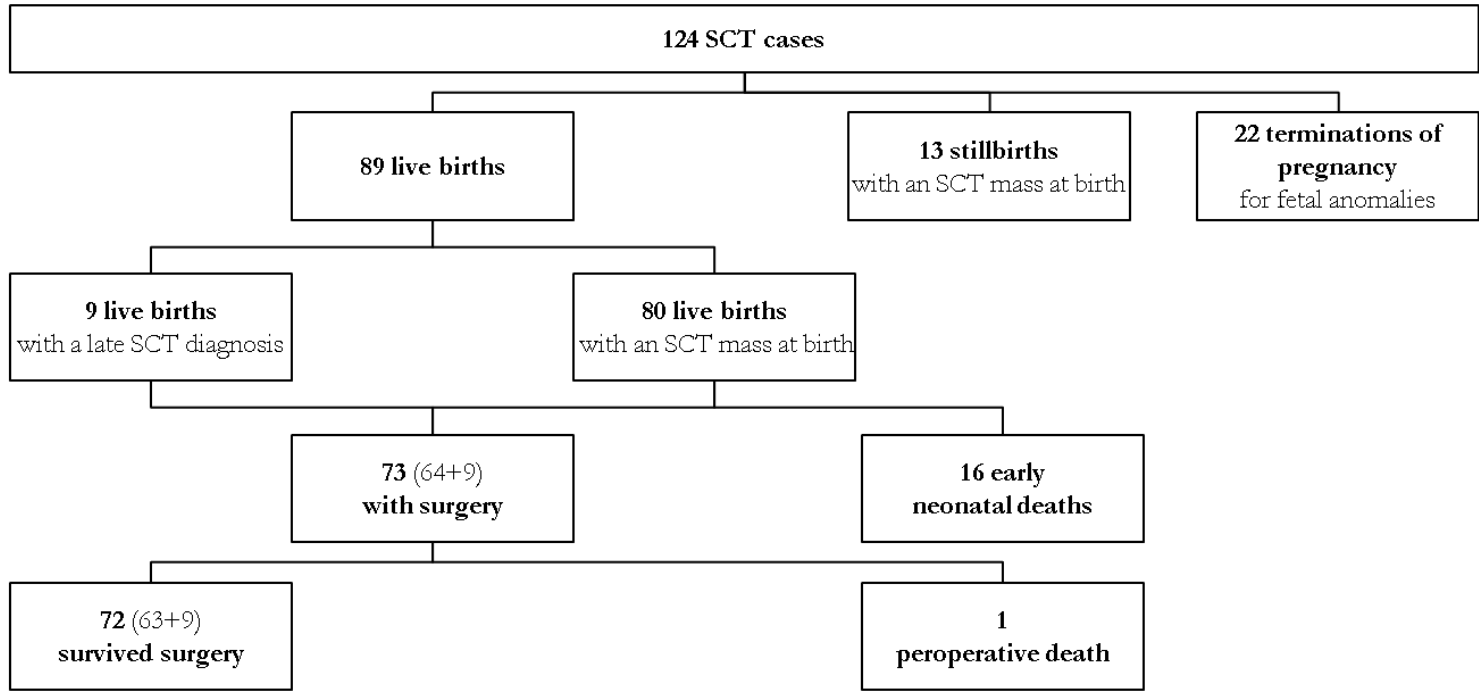 124 SCT cases
89 live births
13 stillbirths
with an SCT mass at birth
22 terminations of
pregnancy
for fetal anomalies
9 live births
with a late SCT diagnosis
80 live births
with an SCT mass at birth
73 (64+9)
with surgery
16 early
neonatal deaths
72 (63+9)
survived surgery
1
peroperative death